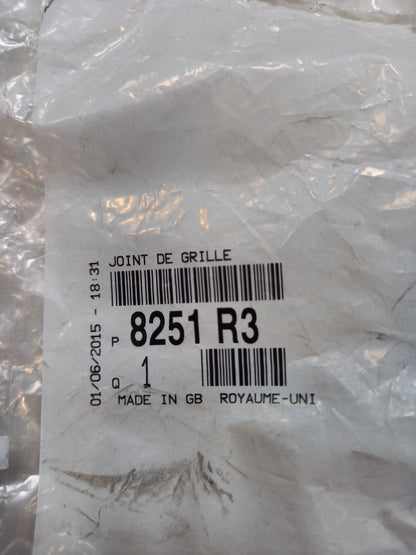 JOINT DE GRILLE
P 8251 R3
Q 1
MADE IN GB ROYAUME-UNI
01/06/2015 - 18:31